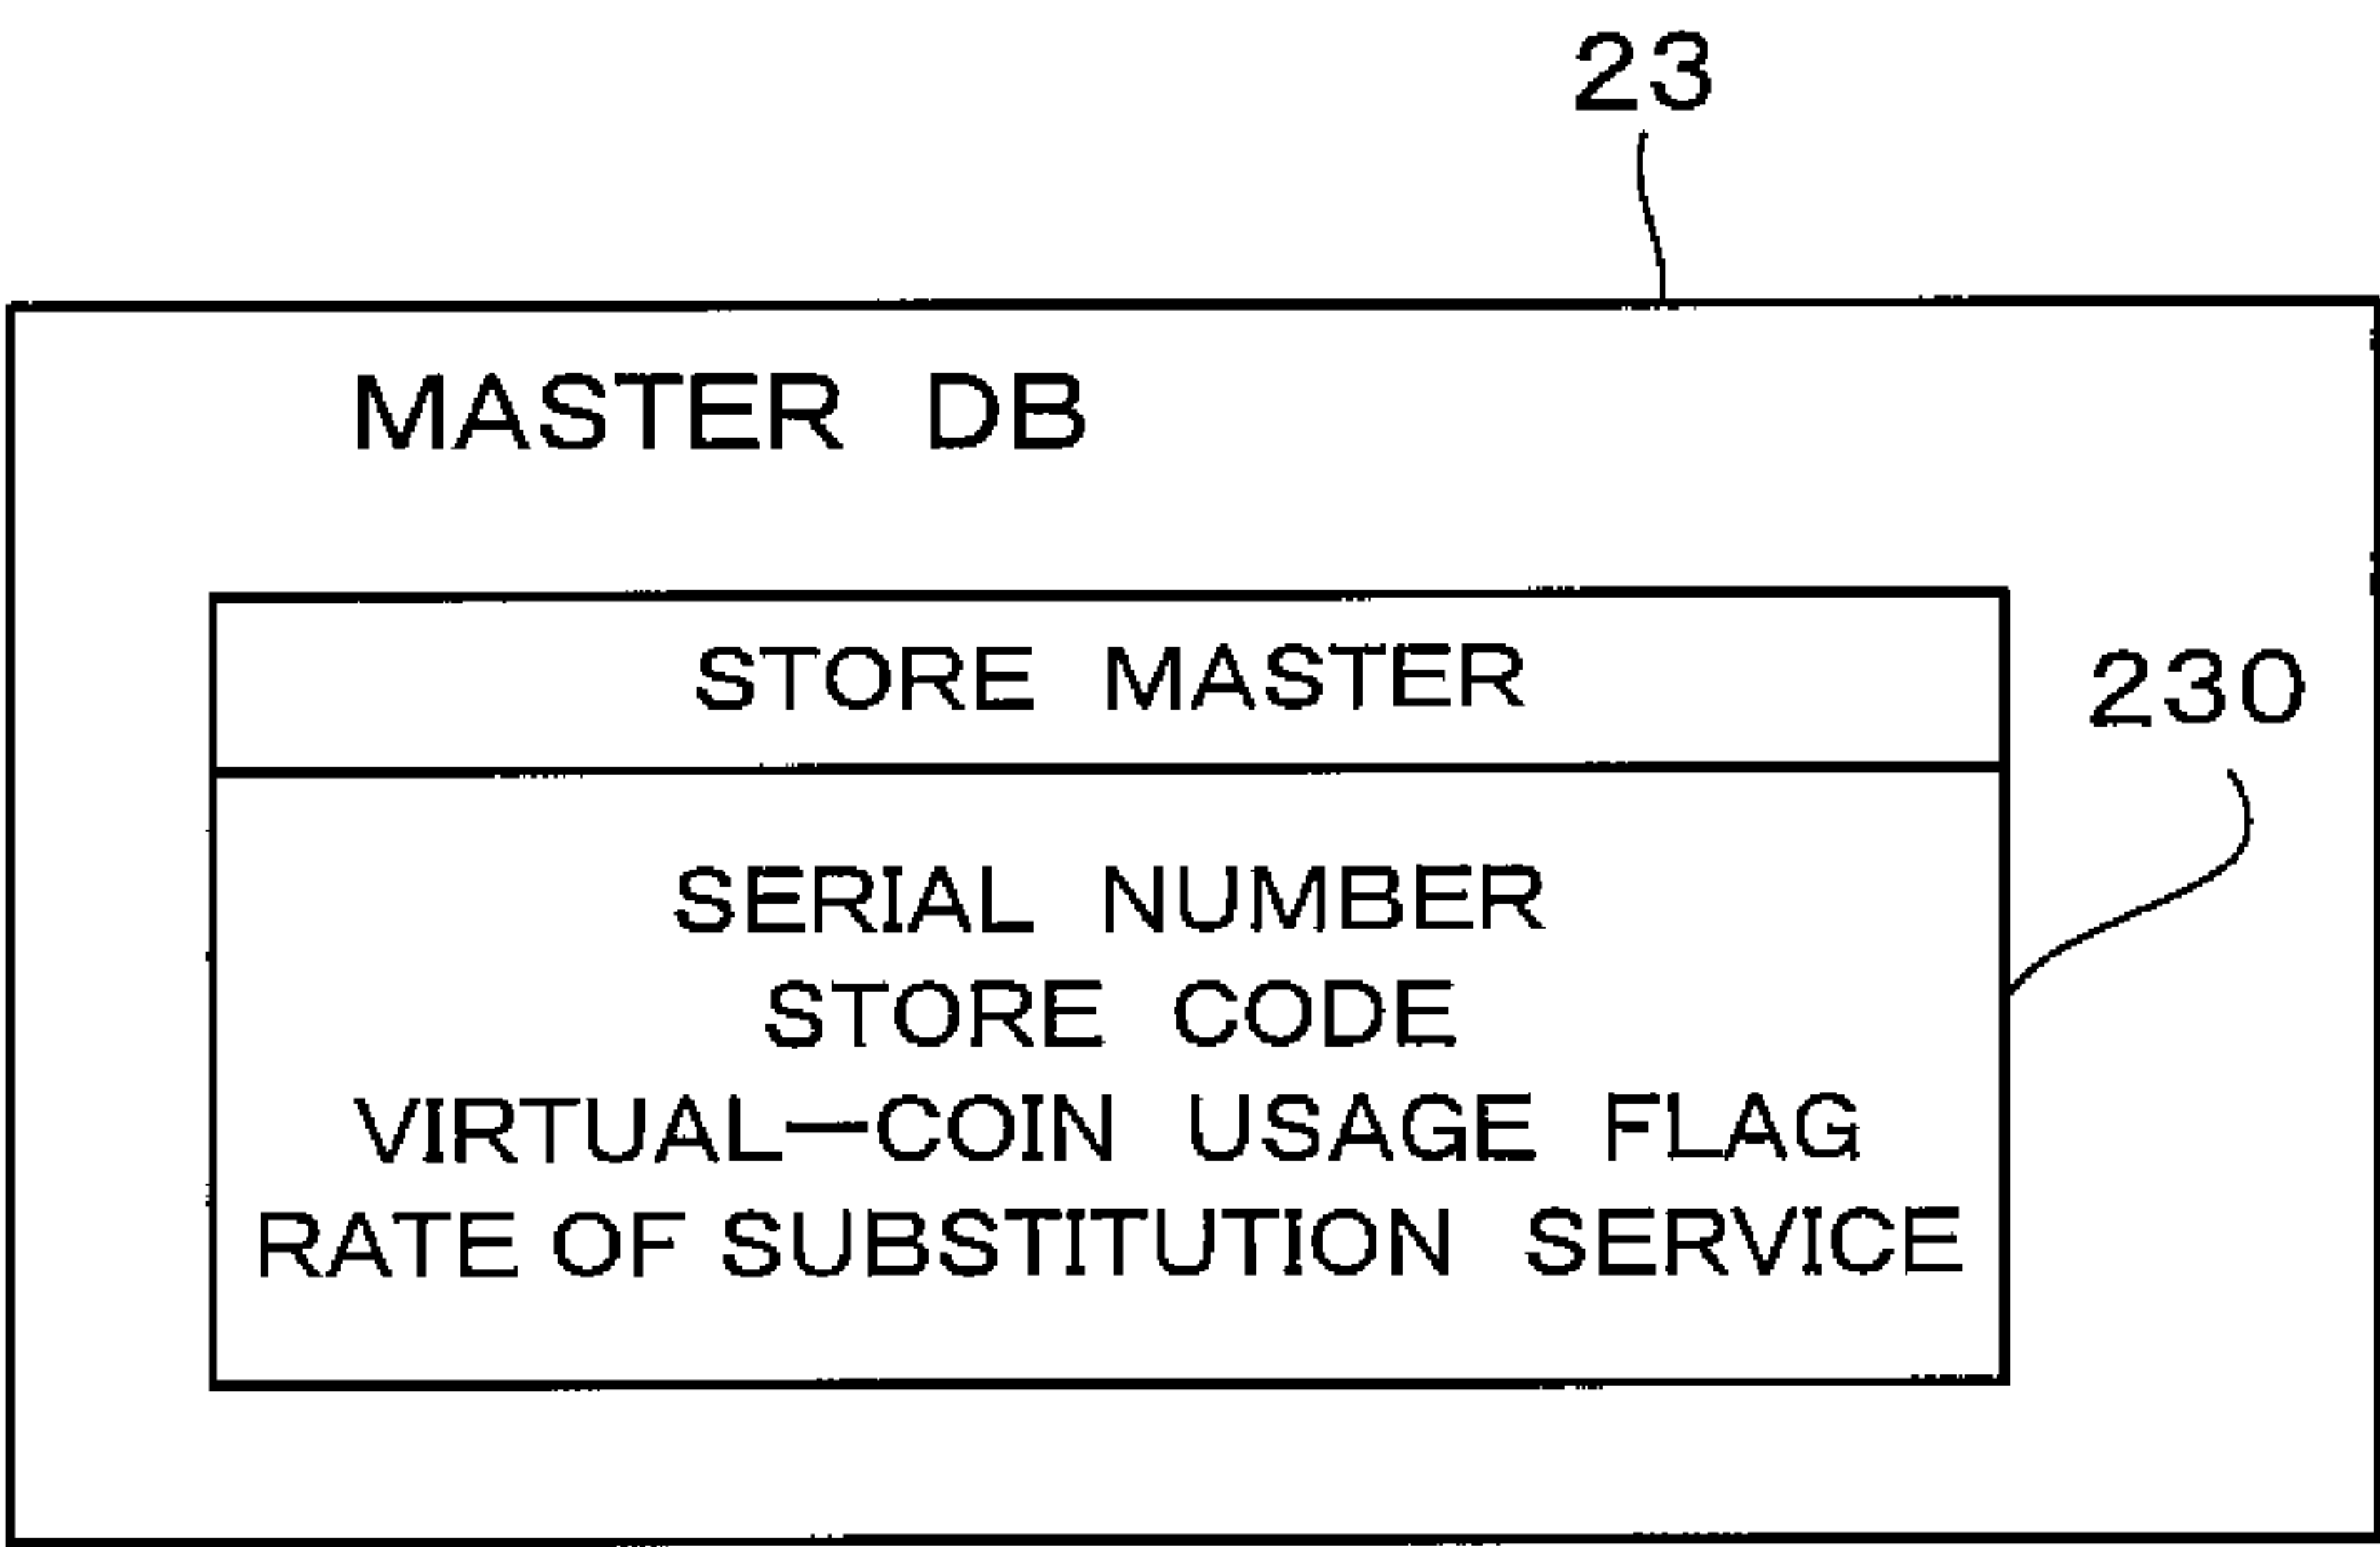 23
MASTER DB
STORE MASTER
230
SERIAL NUMBER
STORE CODE
VIRTUAL—COIN USAGE FLAG
RATE OF SUBSTITUTION SERVICE